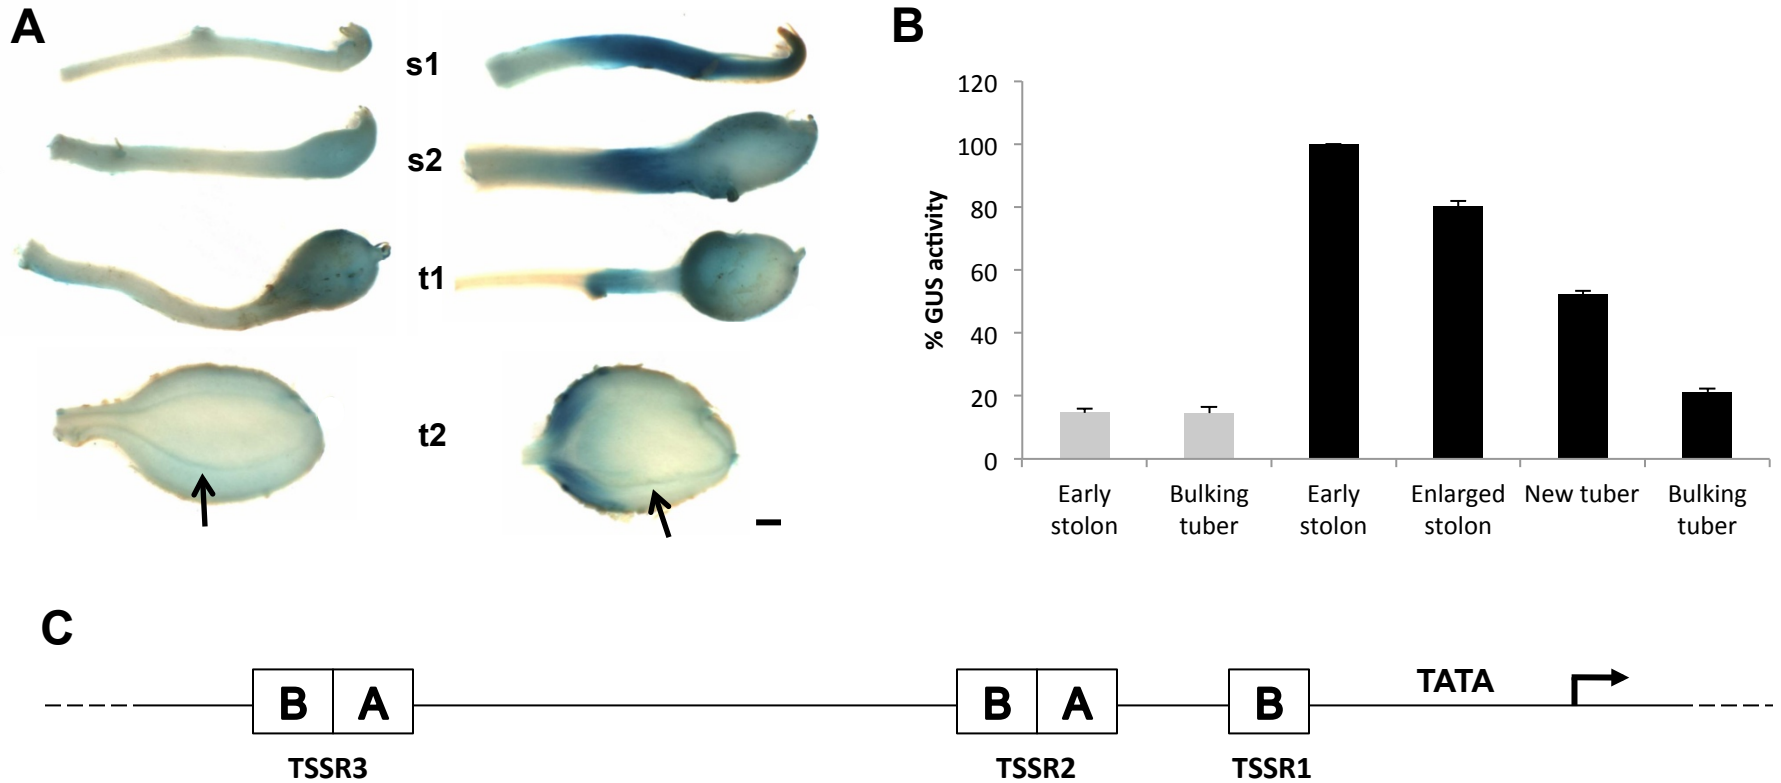 A
s1
s2
t1
t2
B
% GUS activity
120
100
80
60
40
20
0
Early stolon
Bulking tuber
Early stolon
Enlarged stolon
New tuber
Bulking tuber
C
B A
B A
B
TATA
TSSR3
TSSR2
TSSR1